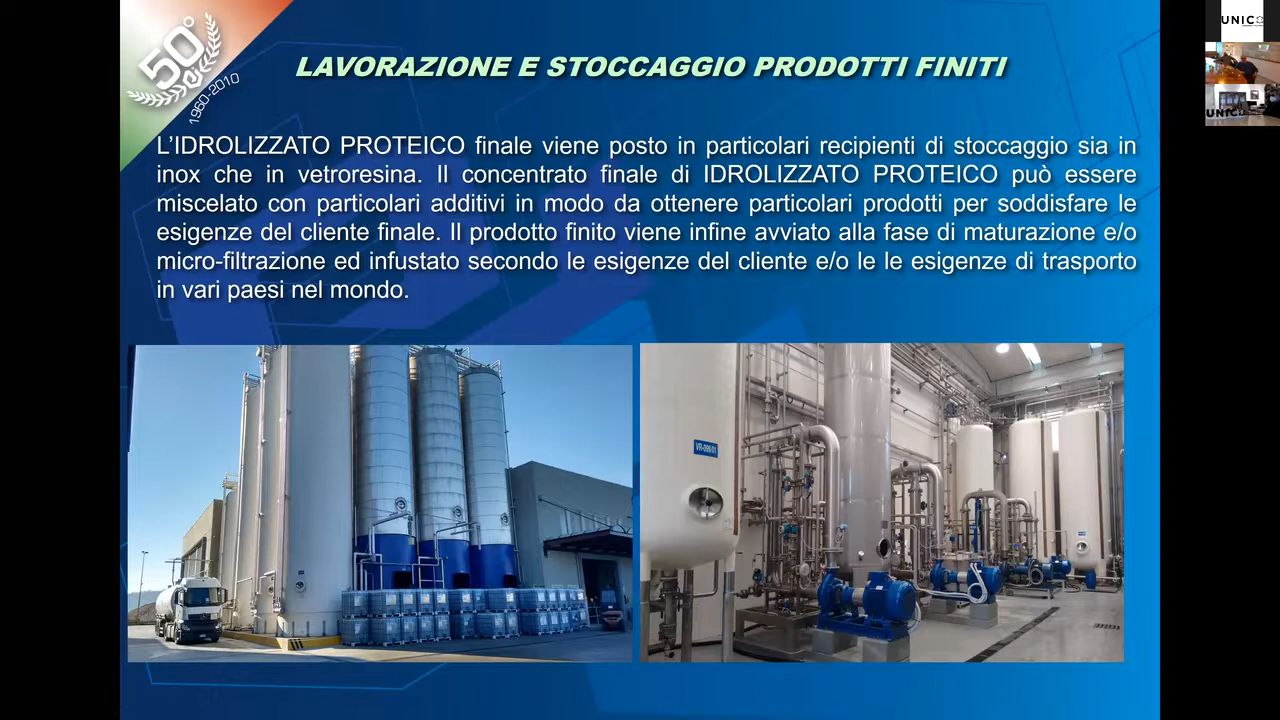 50°
1960-2010
LAVORAZIONE E STOCCAGGIO PRODOTTI FINITI
L'IDROLIZZATO PROTEICO finale viene posto in particolari recipienti di stoccaggio sia in
inox che in vetroresina. Il concentrato finale di IDROLIZZATO PROTEICO può essere
miscelato con particolari additivi in modo da ottenere particolari prodotti per soddisfare le
esigenze del cliente finale. Il prodotto finito viene infine avviato alla fase di maturazione e/o
micro-filtrazione ed infustato secondo le esigenze del cliente e/o le le esigenze di trasporto
in vari paesi nel mondo.
UNICO
UNICO